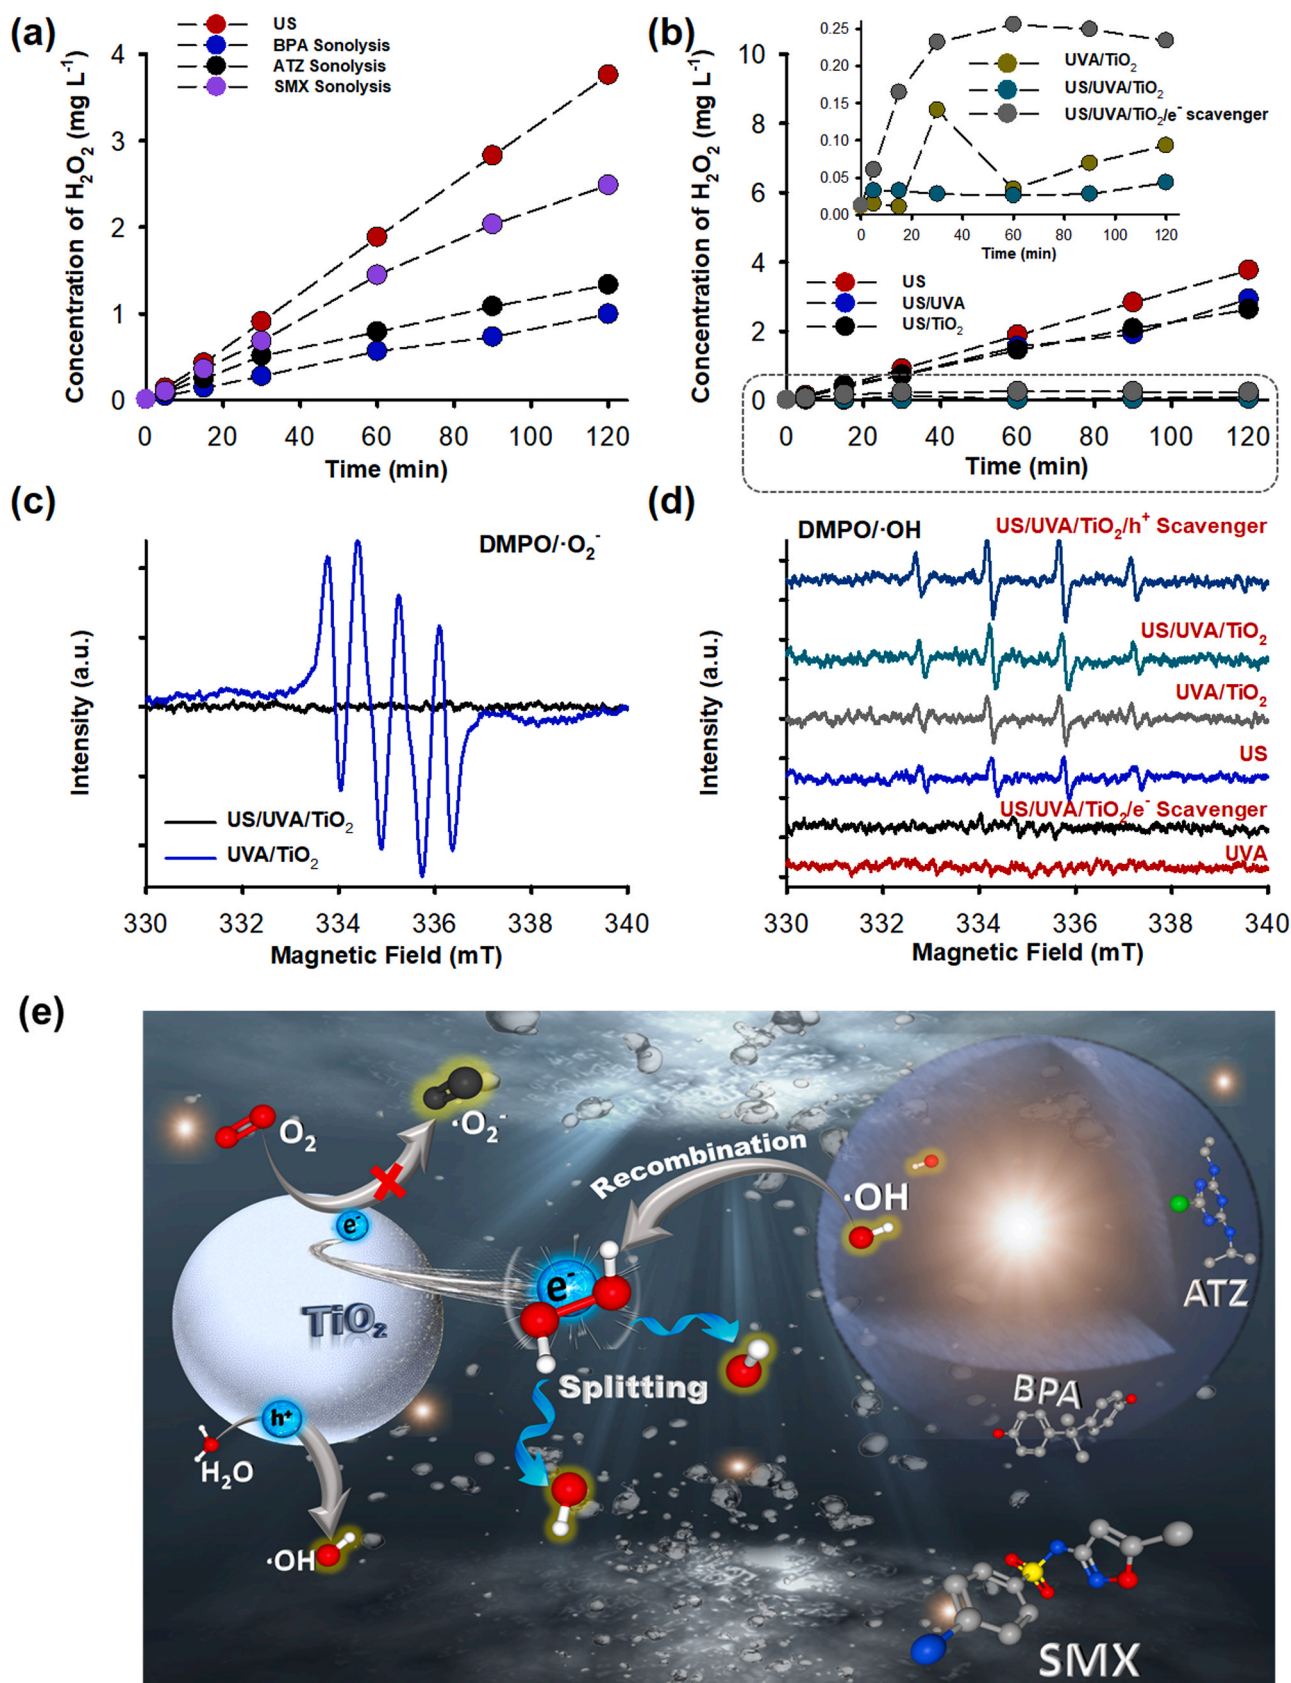 (a)
US
BPA Sonolysis
ATZ Sonolysis
SMX Sonolysis
Concentration of H₂O₂ (mg L⁻¹)
4
3
2
1
0
0 20 40 60 80 100 120
Time (min)
(b)
Concentration of H₂O₂ (mg L⁻¹)
10
8
6
4
2
0
0.25
0.20
0.15
0.10
0.05
0.00
UVA/TiO₂
US/UVA/TiO₂
US/UVA/TiO₂/e⁻ scavenger
0 20 40 60 80 100 120
Time (min)
US
US/UVA
US/TiO₂
0 20 40 60 80 100 120
Time (min)
(c)
DMPO/·O₂⁻
Intensity (a.u.)
US/UVA/TiO₂
UVA/TiO₂
330 332 334 336 338 340
Magnetic Field (mT)
(d)
DMPO/·OH
US/UVA/TiO₂/h⁺ Scavenger
US/UVA/TiO₂
UVA/TiO₂
US
US/UVA/TiO₂/e⁻ Scavenger
UVA
Intensity (a.u.)
330 332 334 336 338 340
Magnetic Field (mT)
(e)
O₂
·O₂⁻
Recombination
·OH
e⁻
e⁻
TiO₂
ATZ
Splitting
BPA
h⁺
H₂O
·OH
SMX